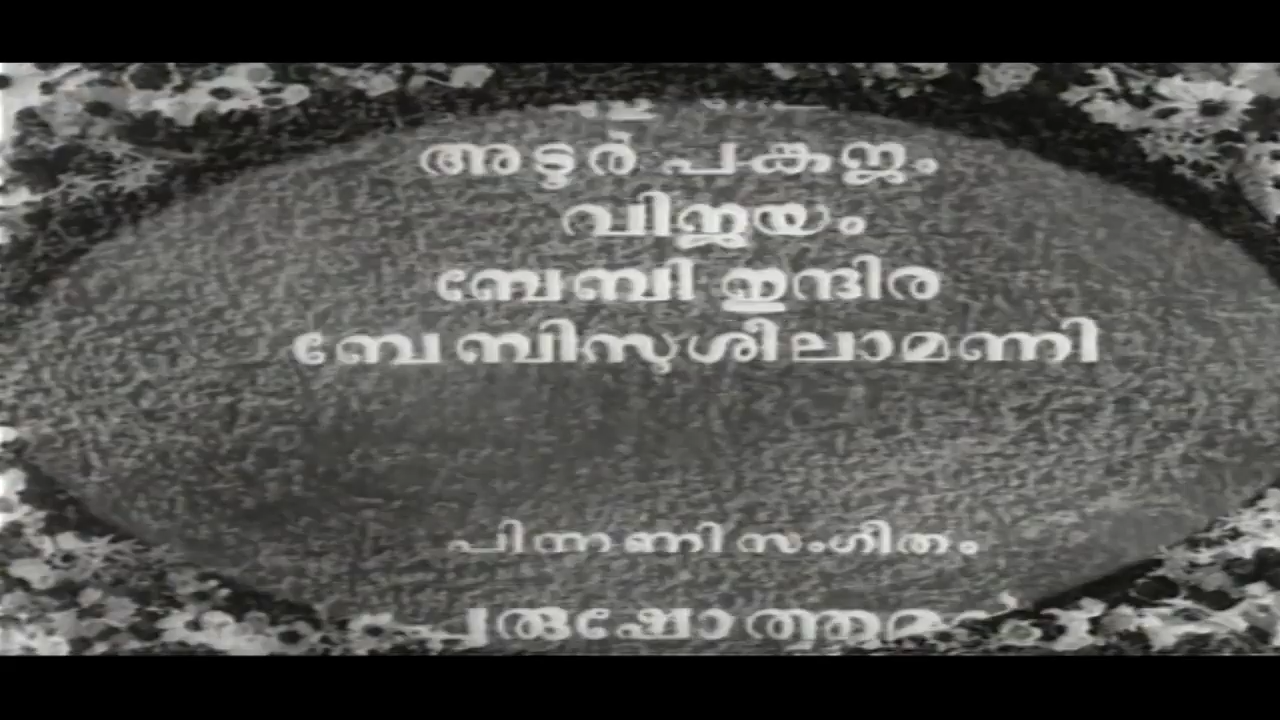 അടൂർ പങ്കജം
വിജയം
ബേബി ഇന്ദിര
ബേബിസുശീലാമണി
പിന്നണിസംഗീതം